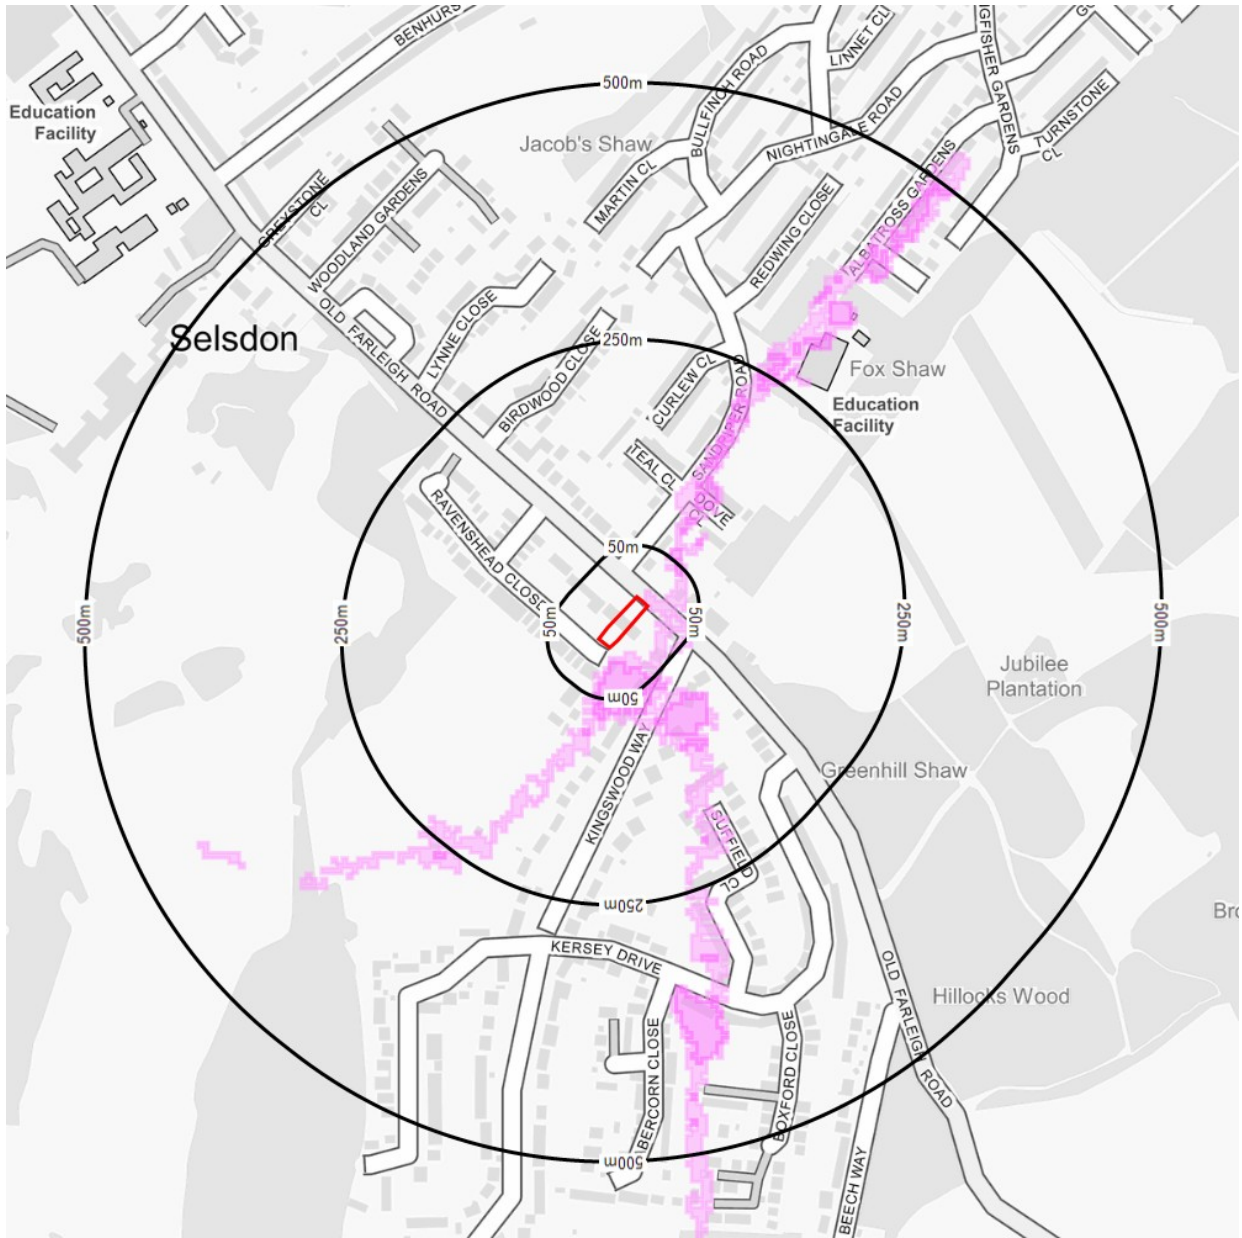 BENHURS
LINNET CL
GFISHER GARDENS
GO
500m
Education
Facility
BULLFINCH ROAD
NIGHTINGALE ROAD
TURNSTONE
CL
Jacob's Shaw
MARTIN CL
GREYSTONE
CL
WOODLAND GARDENS
REDWING CLOSE
ALBATROSS GARDENS
OLD FARLEIGH ROAD
LYNNE CLOSE
Selsdon
250m
BIRDWOOD CLOSE
CURLEW CL
SANDPIPER ROAD
Fox Shaw
Education
Facility
TEAL CL
DOVE
CL
RAVENSHEAD CLOSE
50m
500m
250m
50m
50m
250m
500m
50m
Jubilee
Plantation
KINGSWOOD WAY
Greenhill Shaw
SUFFIELD
CL
250m
Bro
KERSEY DRIVE
OLD FARLEIGH ROAD
Hillocks Wood
ABERCORN CLOSE
BOXFORD CLOSE
BEECH WAY
500m